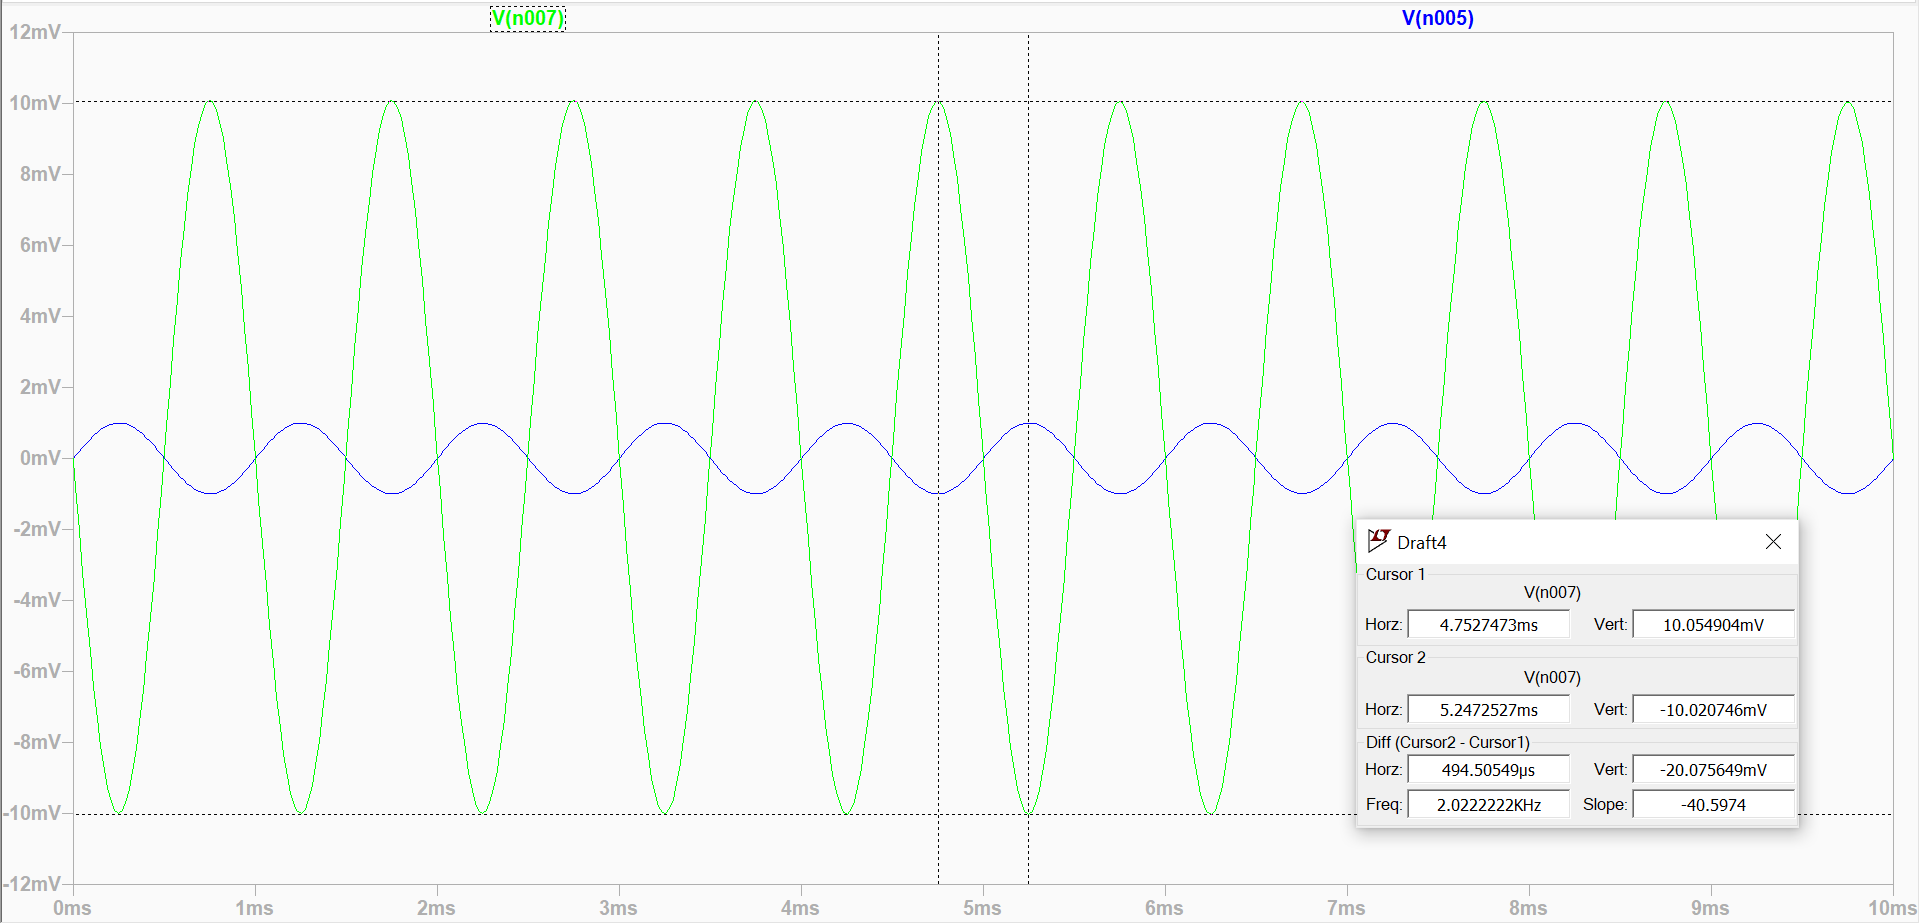 V(n007) V(n005)
12mV
10mV
8mV
6mV
4mV
2mV
0mV
-2mV
-4mV
-6mV
-8mV
-10mV
-12mV
0ms 1ms 2ms 3ms 4ms 5ms 6ms 7ms 8ms 9ms 10ms
Draft4
Cursor 1
V(n007)
Horz: 4.7527473ms Vert: 10.054904mV
Cursor 2
V(n007)
Horz: 5.2472527ms Vert: -10.020746mV
Diff (Cursor2 - Cursor1)
Horz: 494.50549µs Vert: -20.075649mV
Freq: 2.0222222KHz Slope: -40.5974